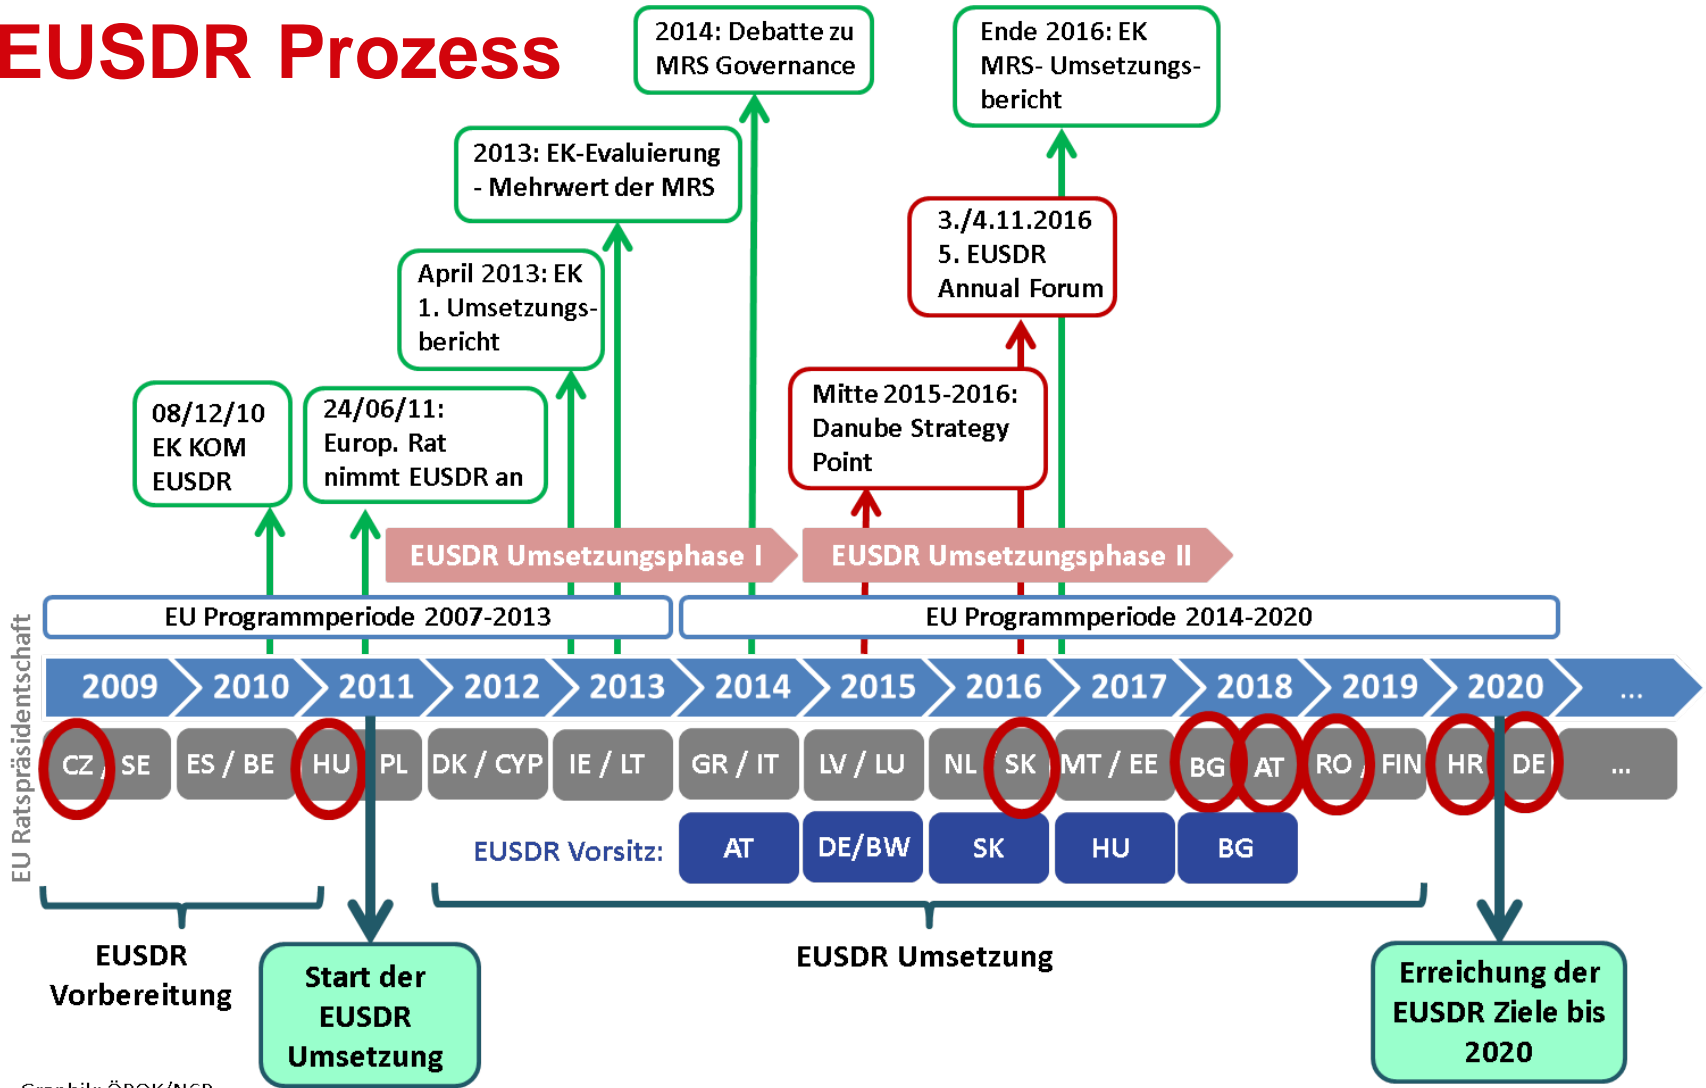 EUSDR Prozess
2014: Debatte zu
MRS Governance
Ende 2016: EK
MRS- Umsetzungs-
bericht
2013: EK-Evaluierung
- Mehrwert der MRS
3./4.11.2016
5. EUSDR
Annual Forum
April 2013: EK
1. Umsetzungs-
bericht
Mitte 2015-2016:
Danube Strategy
Point
08/12/10
EK KOM
EUSDR
24/06/11:
Europ. Rat
nimmt EUSDR an
EUSDR Umsetzungsphase I
EUSDR Umsetzungsphase II
EU Programmperiode 2007-2013
EU Programmperiode 2014-2020
2009
2010
2011
2012
2013
2014
2015
2016
2017
2018
2019
2020
...
EU Ratspräsidentschaft
CZ / SE
ES / BE
HU PL
DK / CYP
IE / LT
GR / IT
LV / LU
NL / SK
MT / EE
BG AT
RO / FIN
HR DE
...
EUSDR Vorsitz:
AT
DE/BW
SK
HU
BG
EUSDR
Vorbereitung
Start der
EUSDR
Umsetzung
EUSDR Umsetzung
Erreichung der
EUSDR Ziele bis
2020
Graphik: ÖROK/NCP